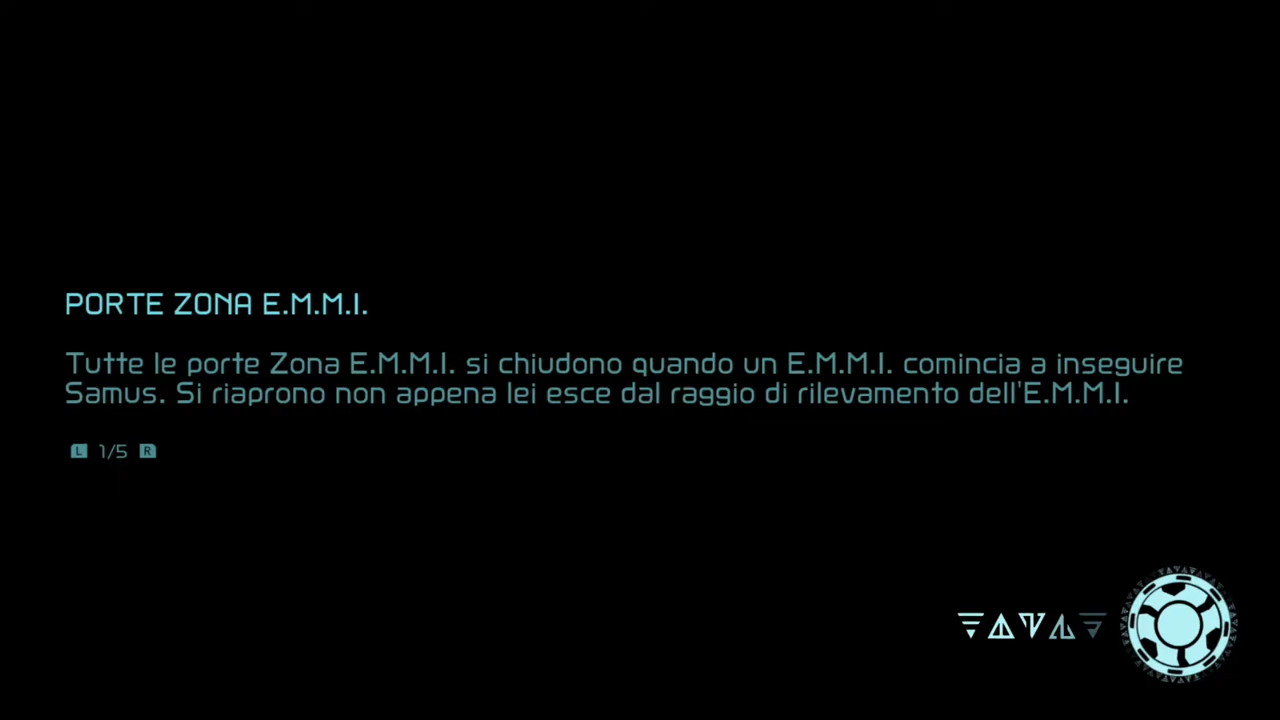 PORTE ZONA E.M.M.I.
Tutte le porte Zona E.M.M.I. si chiudono quando un E.M.M.I. comincia a inseguire
Samus. Si riaprono non appena lei esce dal raggio di rilevamento dell'E.M.M.I.
L 1/5 R